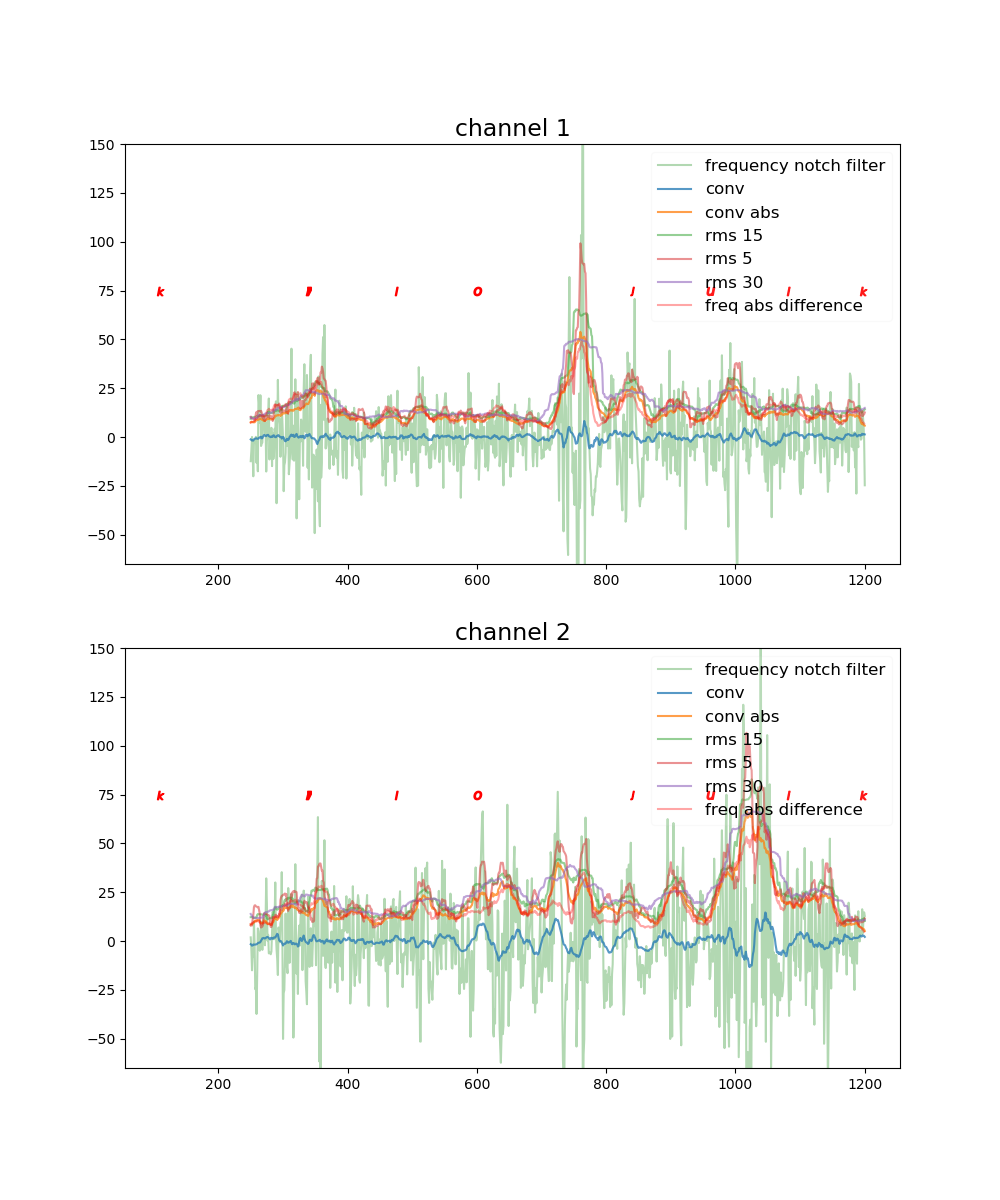 channel 1
150
125
100
75
50
25
0
−25
−50
frequency notch filter
conv
conv abs
rms 15
rms 5
rms 30
freq abs difference
k l o J u l k
200 400 600 800 1000 1200
channel 2
150
125
100
75
50
25
0
−25
−50
frequency notch filter
conv
conv abs
rms 15
rms 5
rms 30
freq abs difference
k l o J u l k
200 400 600 800 1000 1200